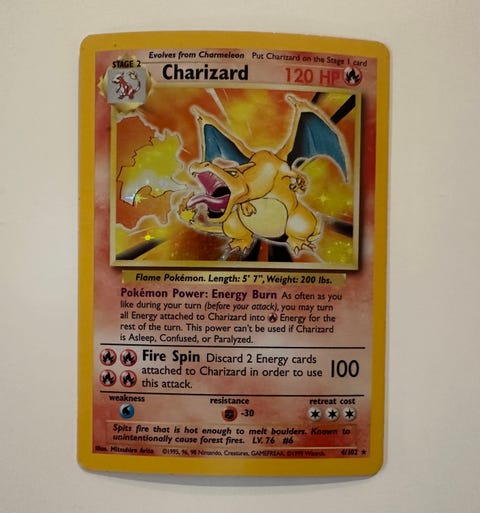 Evolves from Charmeleon Put Charizard on the Stage 1 card
STAGE 2 Charizard 120 HP
Flame Pokémon. Length: 5' 7", Weight: 200 lbs.
Pokémon Power: Energy Burn As often as you
like during your turn (before your attack), you may turn
all Energy attached to Charizard into Energy for the
rest of the turn. This power can't be used if Charizard
is Asleep, Confused, or Paralyzed.
Fire Spin Discard 2 Energy cards
attached to Charizard in order to use 100
this attack.
weakness resistance retreat cost
-30
Spits fire that is hot enough to melt boulders. Known to
unintentionally cause forest fires. LV. 76 #6
Illus. Mitsuhiro Arita ©1995, 96, 98 Nintendo, Creatures, GAMEFREAK. ©1999 Wizards. 4/102 ★